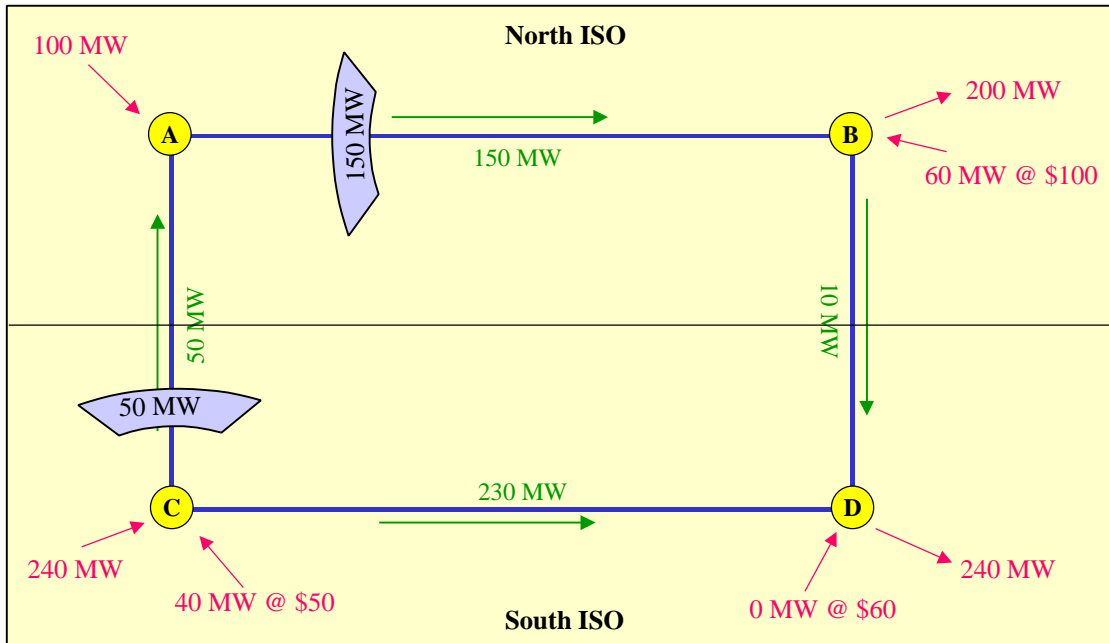 North ISO
100 MW
150 MW
A
150 MW
B
200 MW
60 MW @ $100
50 MW
10 MW
50 MW
C
230 MW
D
240 MW
40 MW @ $50
0 MW @ $60
240 MW
South ISO